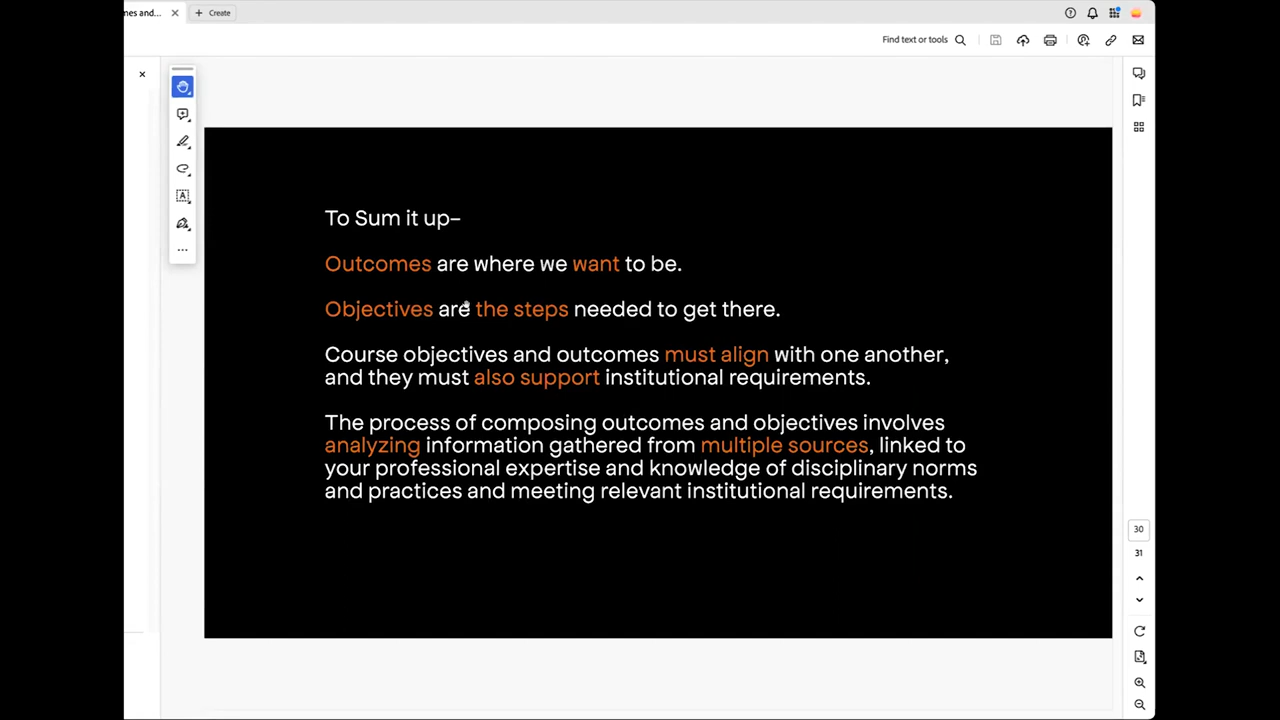 mes and...
Create
Find text or tools
To Sum it up–
Outcomes are where we want to be.
Objectives are the steps needed to get there.
Course objectives and outcomes must align with one another,
and they must also support institutional requirements.
The process of composing outcomes and objectives involves
analyzing information gathered from multiple sources, linked to
your professional expertise and knowledge of disciplinary norms
and practices and meeting relevant institutional requirements.
30
31